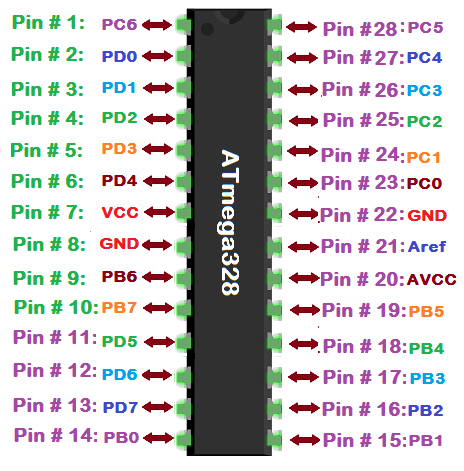 Pin # 1: PC6
Pin # 2: PD0
Pin # 3: PD1
Pin # 4: PD2
Pin # 5: PD3
Pin # 6: PD4
Pin # 7: VCC
Pin # 8: GND
Pin # 9: PB6
Pin # 10: PB7
Pin # 11: PD5
Pin # 12: PD6
Pin # 13: PD7
Pin # 14: PB0
ATmega328
Pin #28: PC5
Pin #27: PC4
Pin # 26: PC3
Pin # 25: PC2
Pin # 24: PC1
Pin # 23: PC0
Pin # 22: GND
Pin # 21: Aref
Pin # 20: AVCC
Pin # 19: PB5
Pin # 18: PB4
Pin # 17: PB3
Pin # 16: PB2
Pin # 15: PB1